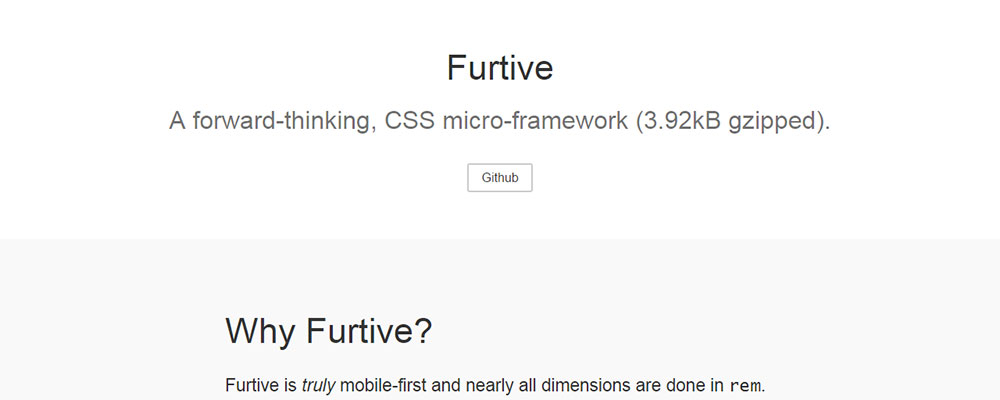 Furtive
A forward-thinking, CSS micro-framework (3.92kB gzipped).
Github
Why Furtive?
Furtive is truly mobile-first and nearly all dimensions are done in rem.